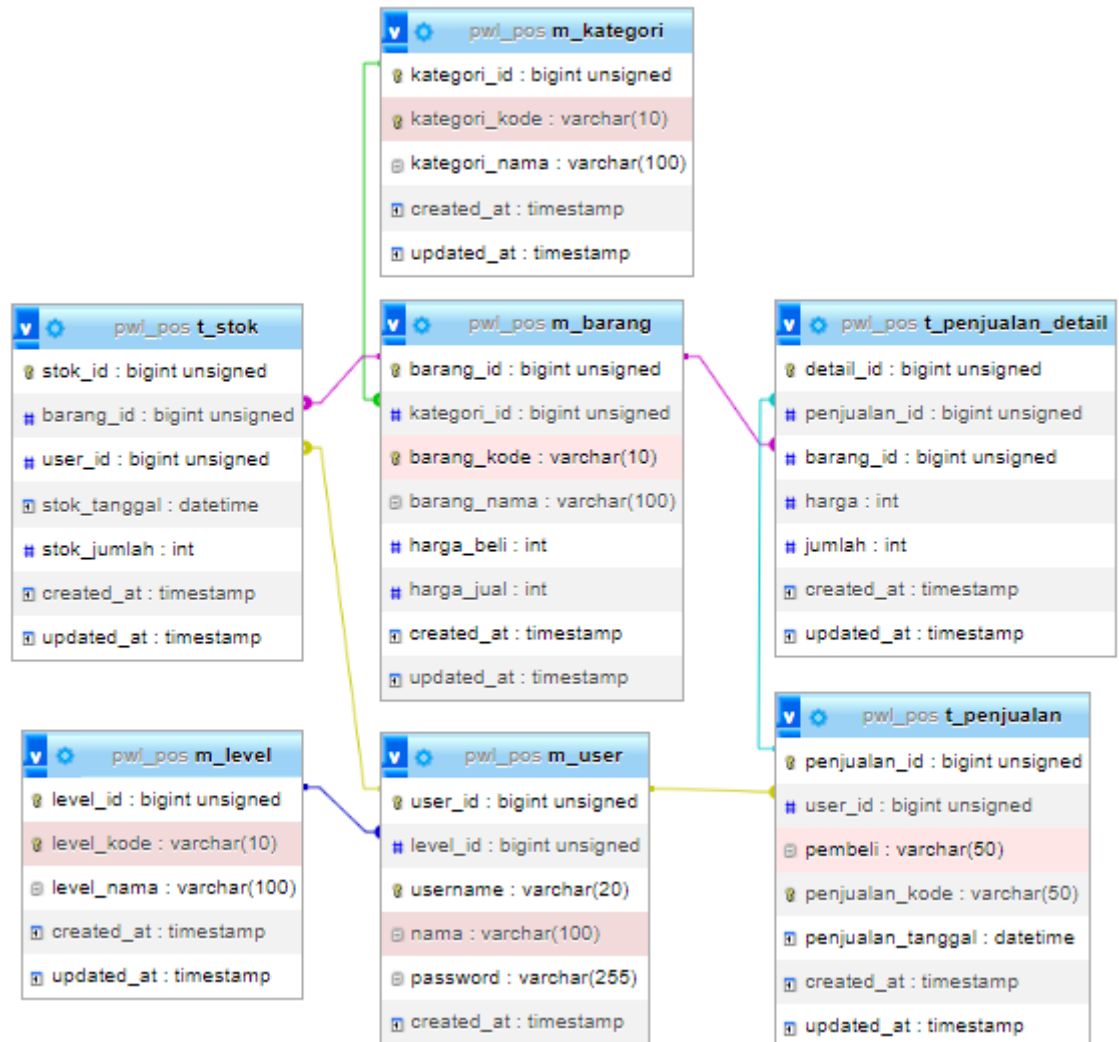 pwl_pos m_kategori
kategori_id : bigint unsigned
kategori_kode : varchar(10)
kategori_nama : varchar(100)
created_at : timestamp
updated_at : timestamp
v pwl_pos t_stok
stok_id : bigint unsigned
barang_id : bigint unsigned
user_id : bigint unsigned
stok_tanggal : datetime
stok_jumlah : int
created_at : timestamp
updated_at : timestamp
v pwl_pos m_barang
barang_id : bigint unsigned
kategori_id : bigint unsigned
barang_kode : varchar(10)
barang_nama : varchar(100)
harga_beli : int
harga_jual : int
created_at : timestamp
updated_at : timestamp
v pwl_pos t_penjualan_detail
detail_id : bigint unsigned
penjualan_id : bigint unsigned
barang_id : bigint unsigned
harga : int
jumlah : int
created_at : timestamp
updated_at : timestamp
v pwl_pos m_level
level_id : bigint unsigned
level_kode : varchar(10)
level_nama : varchar(100)
created_at : timestamp
updated_at : timestamp
v pwl_pos m_user
user_id : bigint unsigned
level_id : bigint unsigned
username : varchar(20)
nama : varchar(100)
password : varchar(255)
created_at : timestamp
v pwl_pos t_penjualan
penjualan_id : bigint unsigned
user_id : bigint unsigned
pembeli : varchar(50)
penjualan_kode : varchar(50)
penjualan_tanggal : datetime
created_at : timestamp
updated_at : timestamp